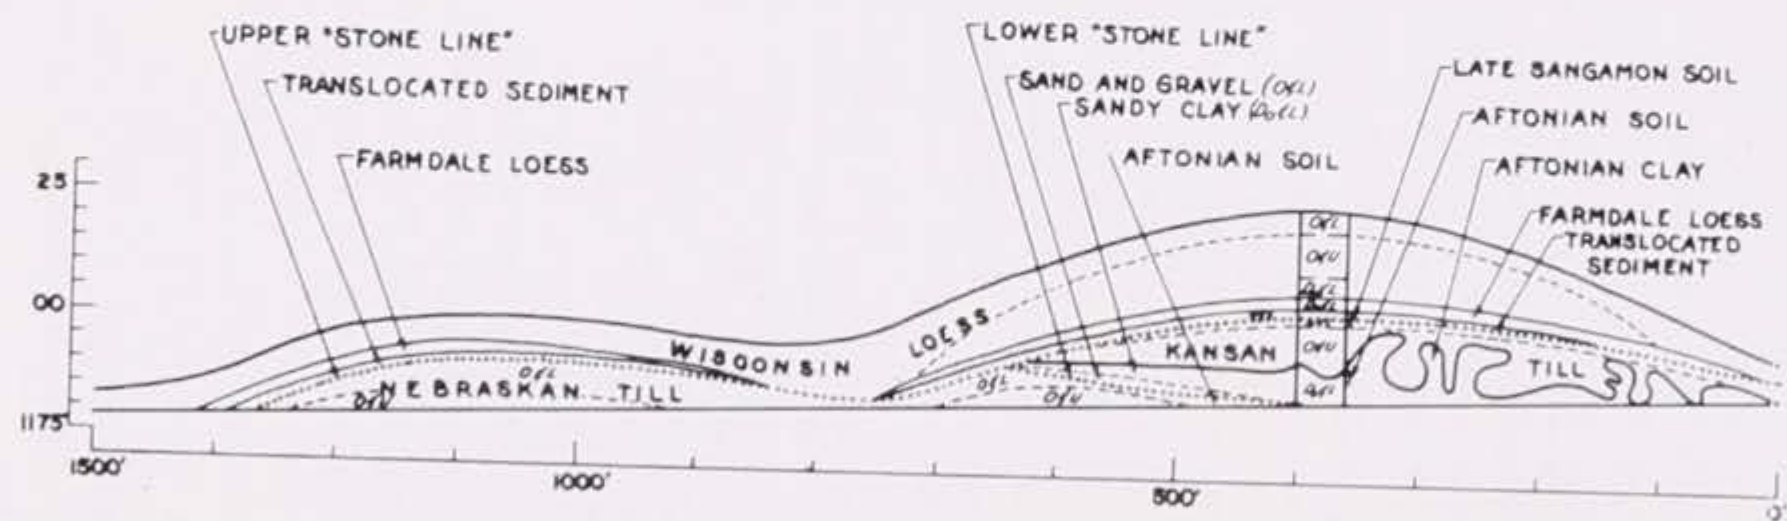 UPPER "STONE LINE"
TRANSLOCATED SEDIMENT
FARMDALE LOESS
LOWER "STONE LINE"
SAND AND GRAVEL (O&L)
SANDY CLAY
AFTONIAN SOIL
LATE SANGAMON SOIL
AFTONIAN SOIL
AFTONIAN CLAY
FARMDALE LOESS
TRANSLOCATED
SEDIMENT
25
00
1175
WISCONSIN LOESS
NEBRASKAN TILL
O&L
O&U
KANSAN TILL
O&L
O&U
O&L
O&U
O&U
1500'
1000'
500'
0'